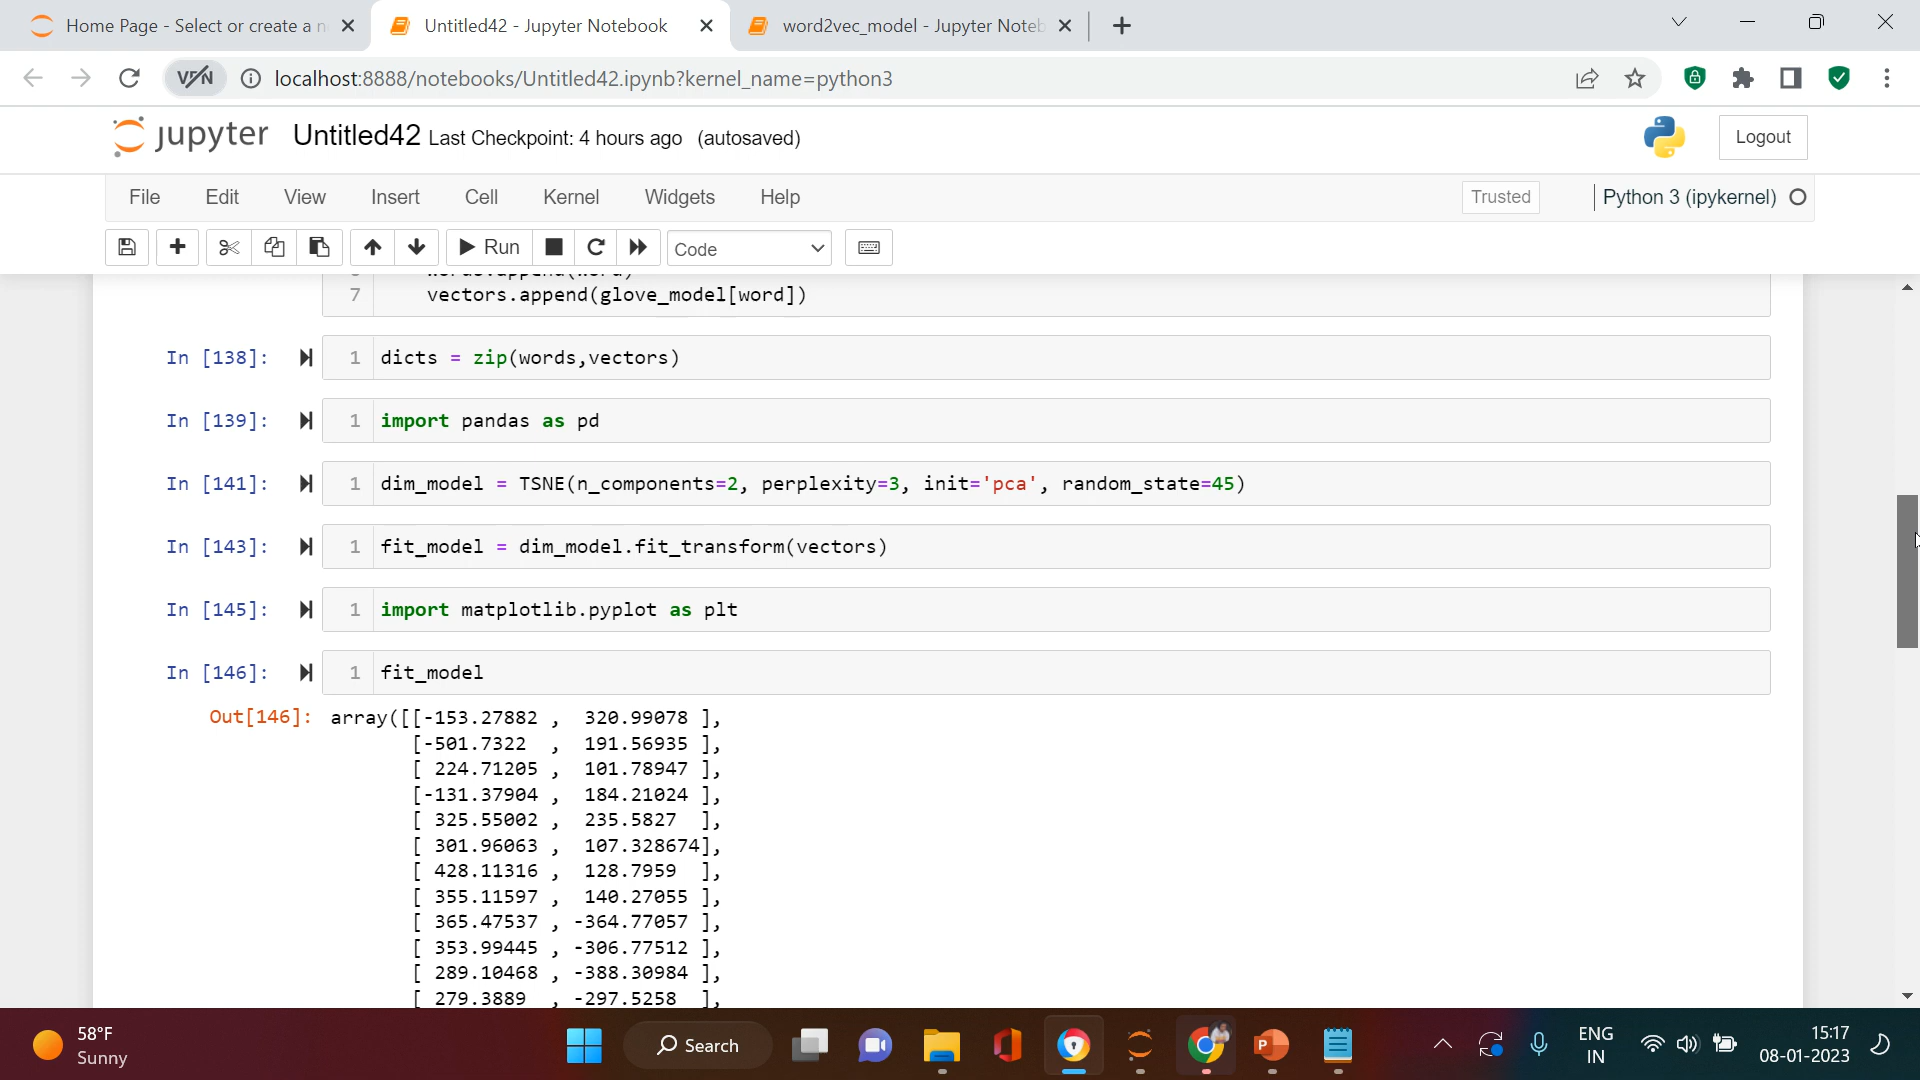 Home Page - Select or create a n
Untitled42 - Jupyter Notebook
word2vec_model - Jupyter Noteb
VPN
localhost:8888/notebooks/Untitled42.ipynb?kernel_name=python3
jupyter Untitled42 Last Checkpoint: 4 hours ago (autosaved)
Logout
File Edit View Insert Cell Kernel Widgets Help
Trusted
Python 3 (ipykernel)
Run
Code
7 vectors.append(glove_model[word])
In [138]: 1 dicts = zip(words,vectors)
In [139]: 1 import pandas as pd
In [141]: 1 dim_model = TSNE(n_components=2, perplexity=3, init='pca', random_state=45)
In [143]: 1 fit_model = dim_model.fit_transform(vectors)
In [145]: 1 import matplotlib.pyplot as plt
In [146]: 1 fit_model
Out[146]: array([[-153.27882 , 320.99078 ],
[-501.7322 , 191.56935 ],
[ 224.71205 , 101.78947 ],
[-131.37904 , 184.21024 ],
[ 325.55002 , 235.5827 ],
[ 301.96063 , 107.328674],
[ 428.11316 , 128.7959 ],
[ 355.11597 , 140.27055 ],
[ 365.47537 , -364.77057 ],
[ 353.99445 , -306.77512 ],
[ 289.10468 , -388.30984 ],
[ 279.3889 , -297.5258 ],
58°F
Sunny
Search
ENG
IN
15:17
08-01-2023